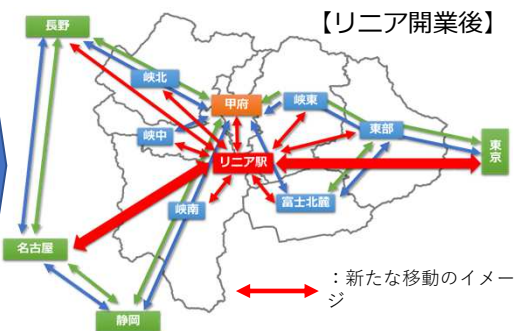 【リニア開業後】
長野
峡北
甲府
峡東
峡中
東部
リニア駅
東京
峡南
富士北麓
名古屋
静岡
：新たな移動のイメー
ジ